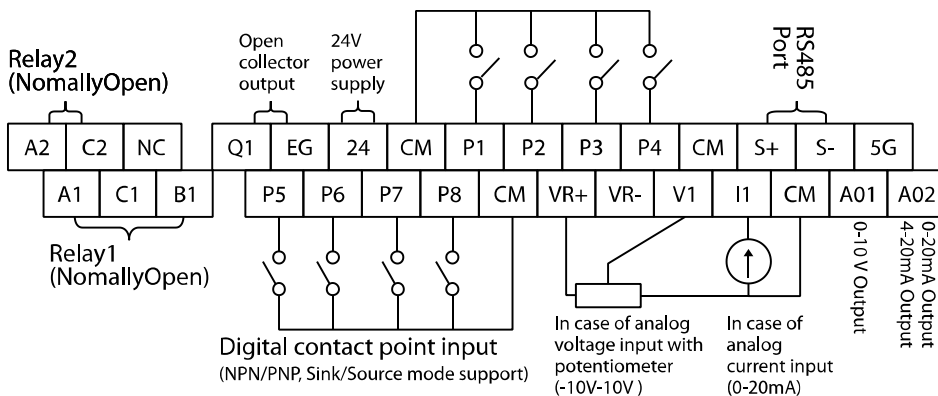 Relay2
(NomallyOpen)
Open
collector
output
24V
power
supply
RS485
Port
A2 C2 NC Q1 EG 24 CM P1 P2 P3 P4 CM S+ S- 5G
A1 C1 B1 P5 P6 P7 P8 CM VR+ VR- V1 I1 CM A01 A02
Relay1
(NomallyOpen)
Digital contact point input
(NPN/PNP, Sink/Source mode support)
In case of analog
voltage input with
potentiometer
(-10V-10V )
In case of
analog
current input
(0-20mA)
0-10 V Output
0-20mA Output
4-20mA Output